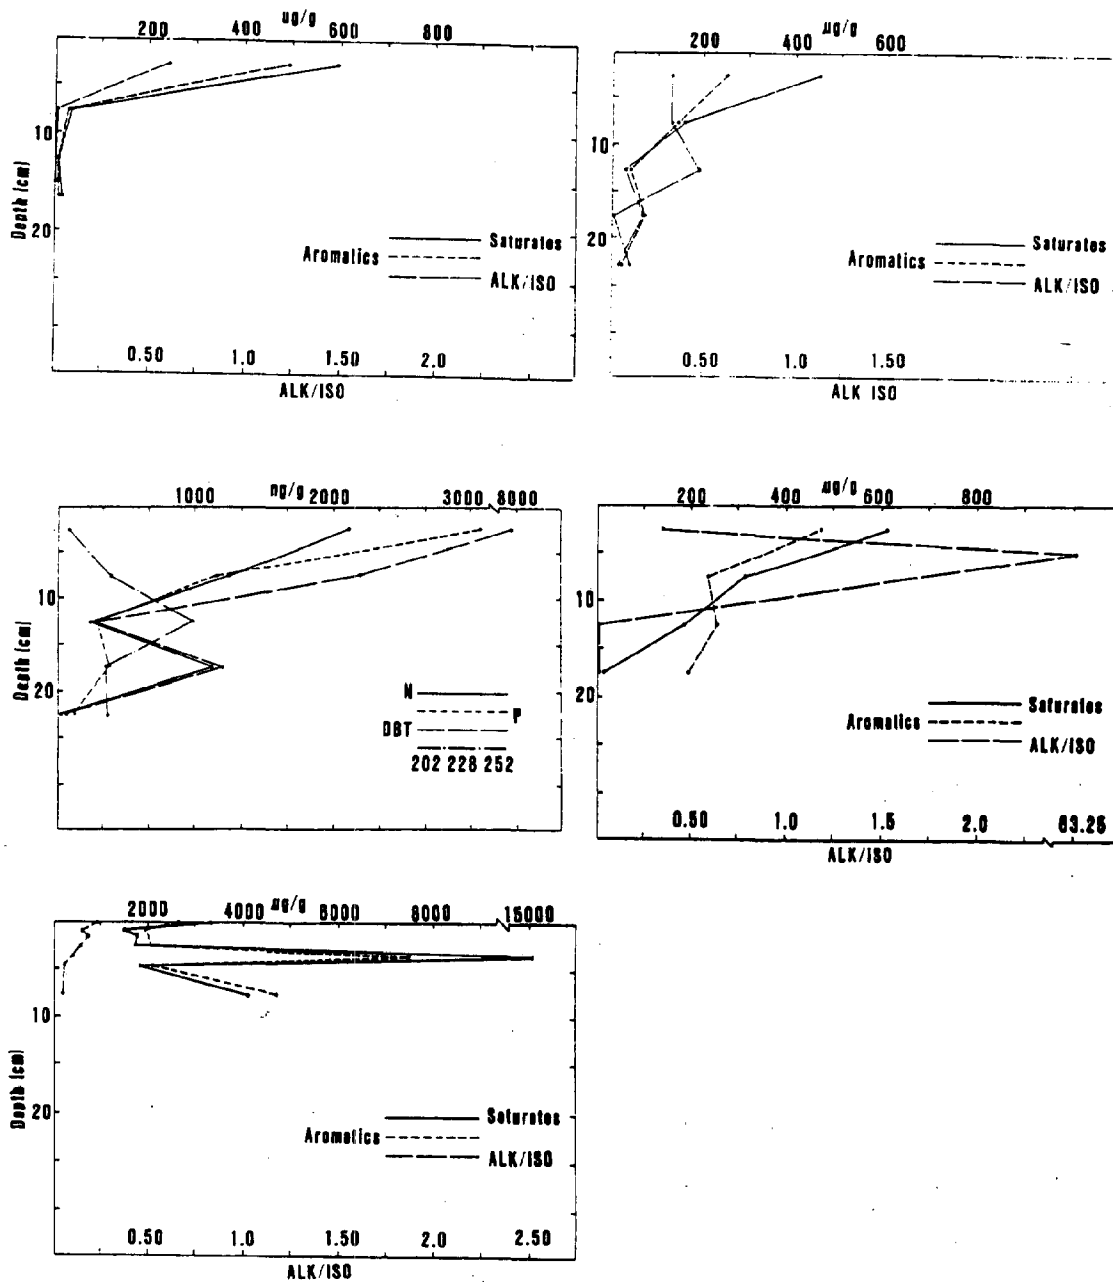 µg/g
200 400 600 800
10
20
Depth (cm)
Saturates
Aromatics
ALK/ISO
0.50 1.0 1.50 2.0
ALK/ISO
µg/g
200 400 600
10
20
Saturates
Aromatics
ALK/ISO
0.50 1.0 1.50
ALK ISO
ng/g
1000 2000 3000 8000
10
20
Depth (cm)
N
P
DBT
202 228 252
µg/g
200 400 600 800
10
20
Saturates
Aromatics
ALK/ISO
0.50 1.0 1.5 2.0 63.25
ALK/ISO
µg/g
2000 4000 6000 8000 15000
10
20
Depth (cm)
Saturates
Aromatics
ALK/ISO
0.50 1.0 1.50 2.0 2.50
ALK/ISO